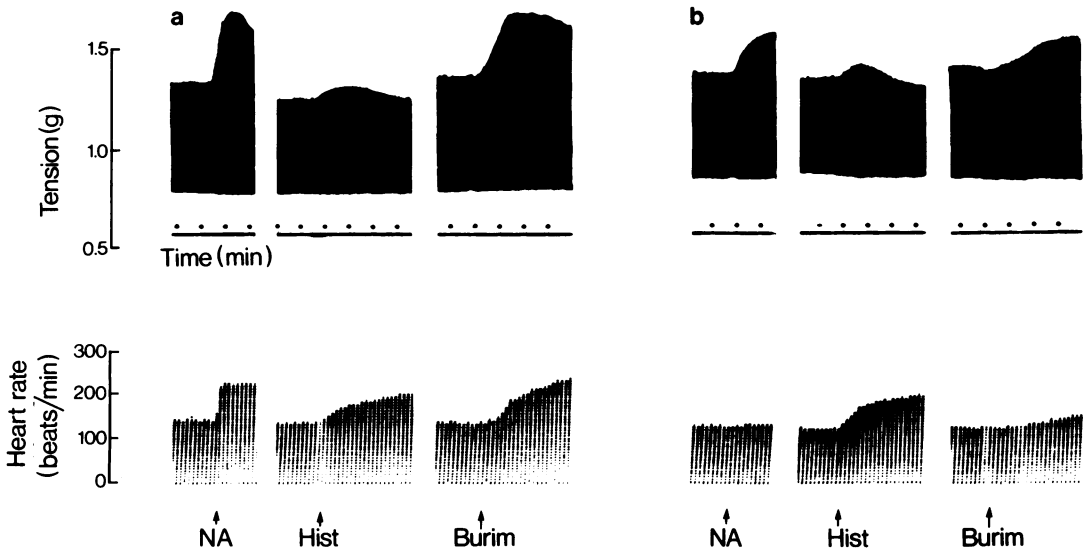 a
b
1.5
1.0
0.5
Tension (g)
Time (min)
300
200
100
0
Heart rate
(beats/min)
NA
Hist
Burim
NA
Hist
Burim